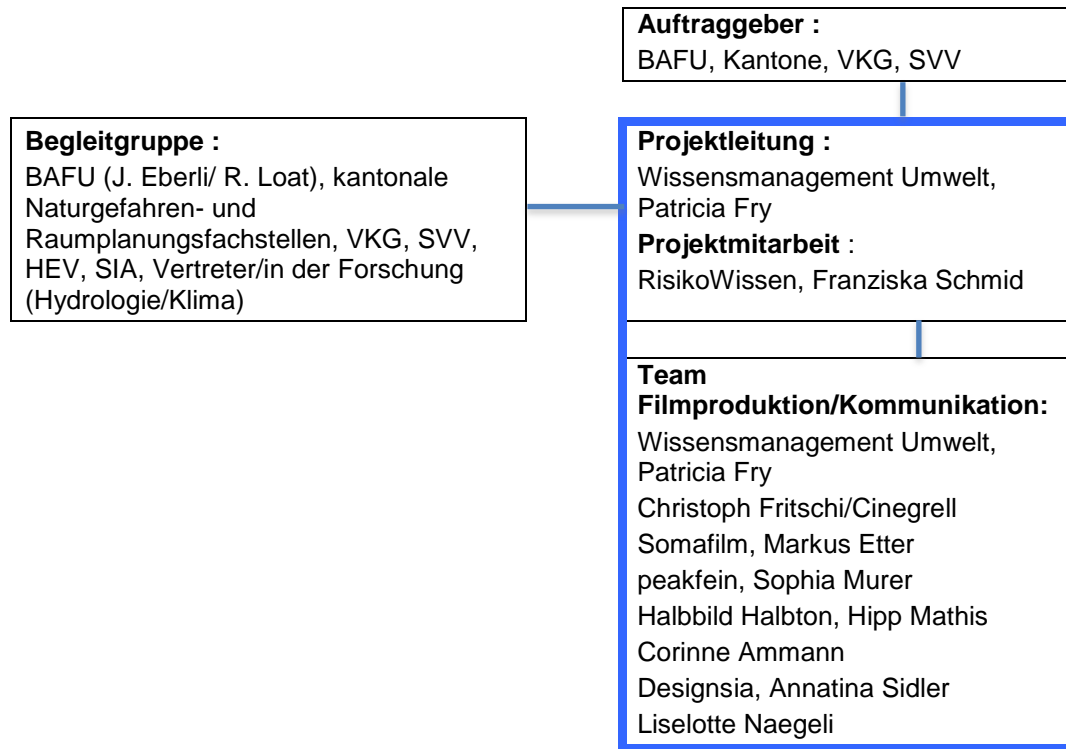 Auftraggeber :
BAFU, Kantone, VKG, SVV
Begleitgruppe :
BAFU (J. Eberli/ R. Loat), kantonale
Naturgefahren- und
Raumplanungsfachstellen, VKG, SVV,
HEV, SIA, Vertreter/in der Forschung
(Hydrologie/Klima)
Projektleitung :
Wissensmanagement Umwelt,
Patricia Fry
Projektmitarbeit :
RisikoWissen, Franziska Schmid
Team
Filmproduktion/Kommunikation:
Wissensmanagement Umwelt,
Patricia Fry
Christoph Fritschi/Cinegrell
Somafilm, Markus Etter
peakfein, Sophia Murer
Halbbild Halbton, Hipp Mathis
Corinne Ammann
Designsia, Annatina Sidler
Liselotte Naegeli